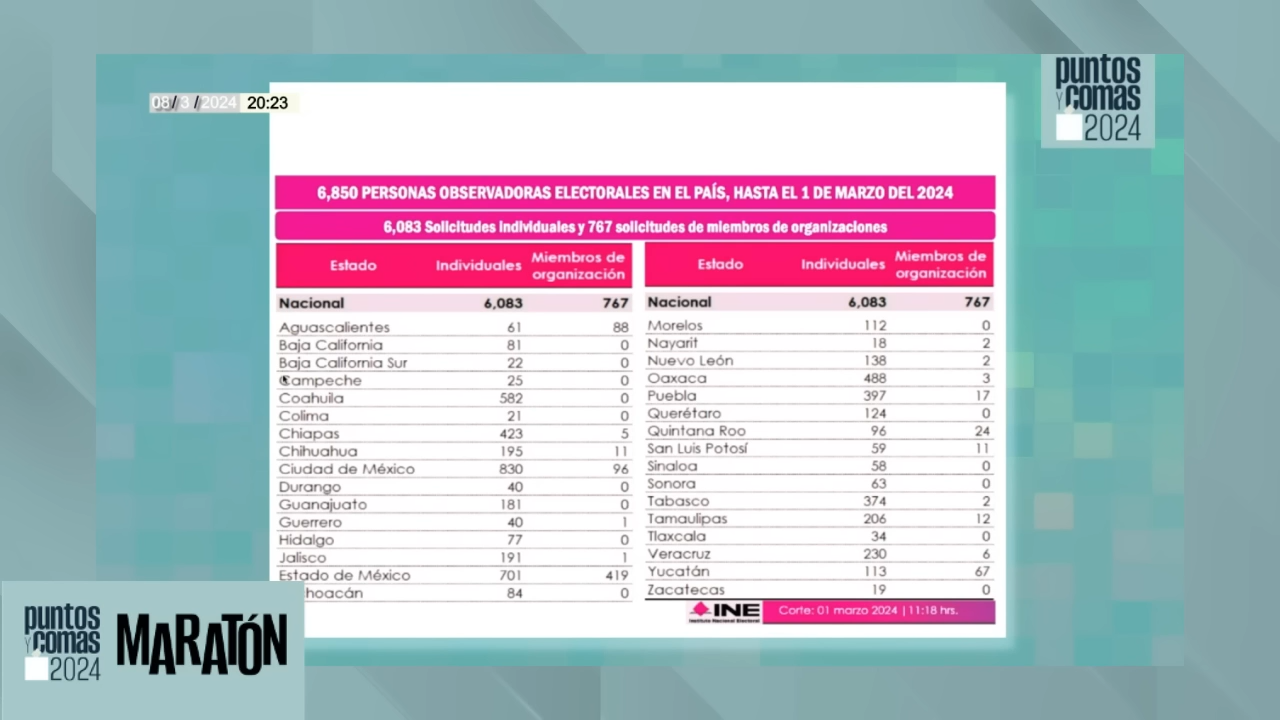 08/ 3 /2024 20:23
puntos
Y comas
2024
6,850 PERSONAS OBSERVADORAS ELECTORALES EN EL PAÍS, HASTA EL 1 DE MARZO DEL 2024
6,083 Solicitudes individuales y 767 solicitudes de miembros de organizaciones
Estado Individuales Miembros de organización
Nacional 6,083 767
Aguascalientes 61 88
Baja California 81 0
Baja California Sur 22 0
Campeche 25 0
Coahuila 582 0
Colima 21 0
Chiapas 423 5
Chihuahua 195 11
Ciudad de México 830 96
Durango 40 0
Guanajuato 181 0
Guerrero 40 1
Hidalgo 77 0
Jalisco 191 1
Estado de México 701 419
hoacán 84 0
Estado Individuales Miembros de organización
Nacional 6,083 767
Morelos 112 0
Nayarit 18 2
Nuevo León 138 2
Oaxaca 488 3
Puebla 397 17
Querétaro 124 0
Quintana Roo 96 24
San Luis Potosí 59 11
Sinaloa 58 0
Sonora 63 0
Tabasco 374 2
Tamaulipas 206 12
Tlaxcala 34 0
Veracruz 230 6
Yucatán 113 67
Zacatecas 19 0
INE
Instituto Nacional Electoral
Corte: 01 marzo 2024 | 11:18 hrs.
puntos
Y comas
2024
MARATÓN